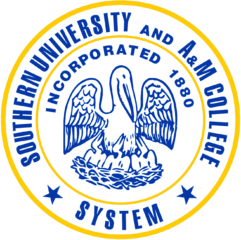 SOUTHERN UNIVERSITY AND A&M COLLEGE
INCORPORATED 1880
SYSTEM